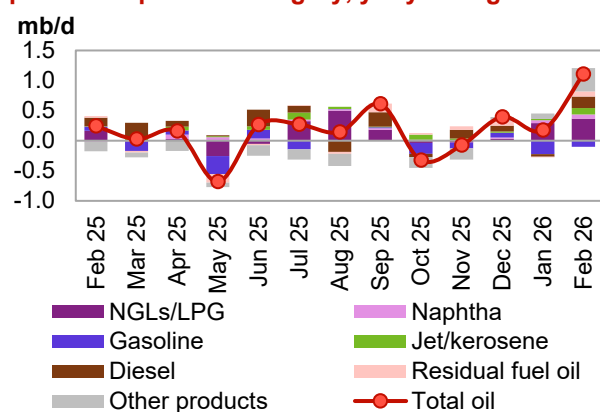 mb/d
1.5
1.0
0.5
0.0
-0.5
-1.0
Feb 25
Mar 25
Apr 25
May 25
Jun 25
Jul 25
Aug 25
Sep 25
Oct 25
Nov 25
Dec 25
Jan 26
Feb 26
NGLs/LPG
Naphtha
Gasoline
Jet/kerosene
Diesel
Residual fuel oil
Other products
Total oil